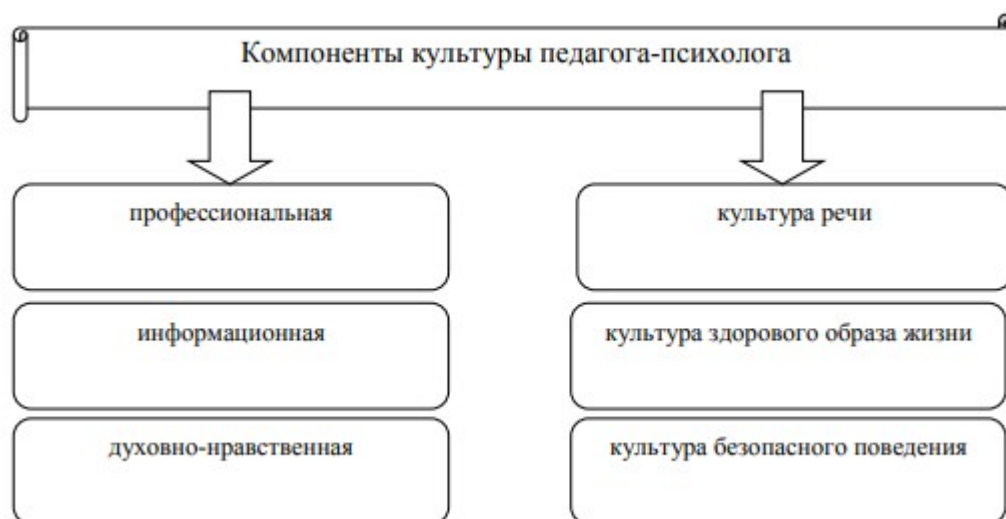 Компоненты культуры педагога-психолога
профессиональная
культура речи
информационная
культура здорового образа жизни
духовно-нравственная
культура безопасного поведения